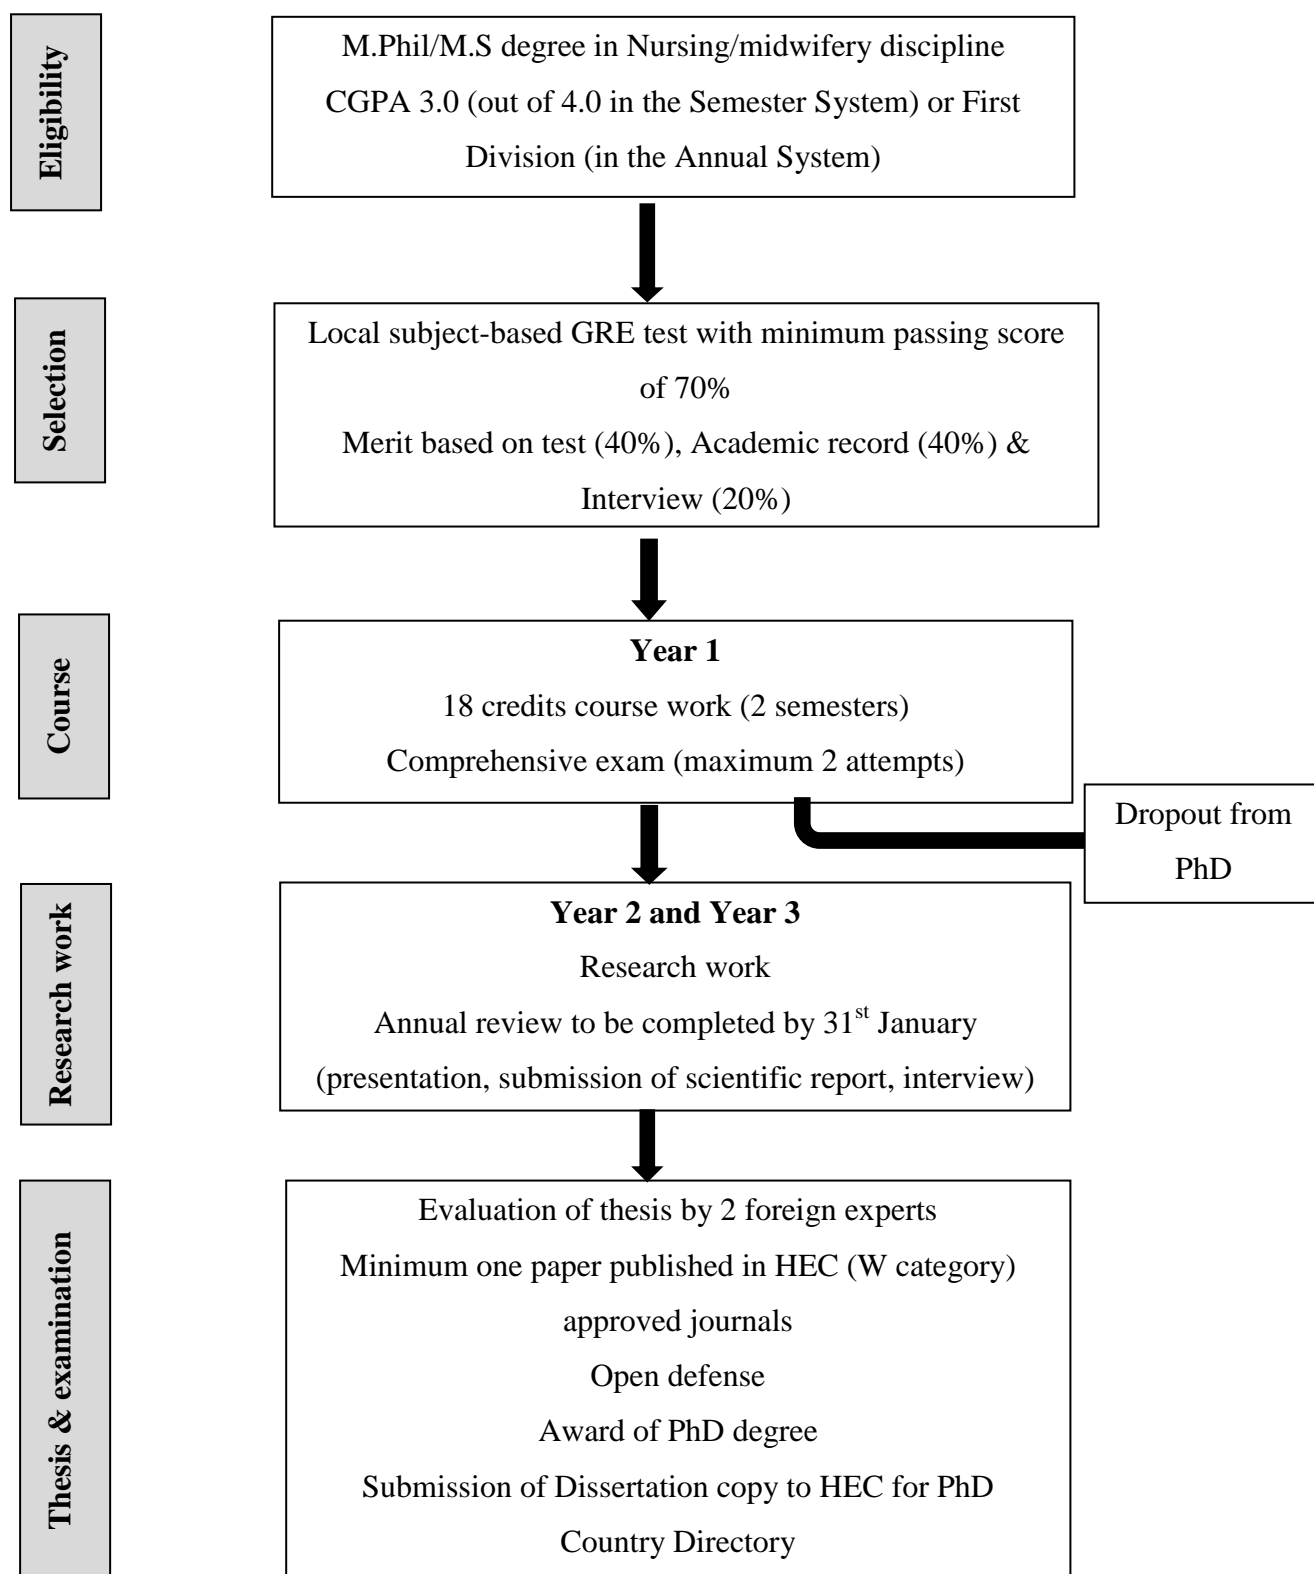 Eligibility
M.Phil/M.S degree in Nursing/midwifery discipline
CGPA 3.0 (out of 4.0 in the Semester System) or First
Division (in the Annual System)
Selection
Local subject-based GRE test with minimum passing score
of 70%
Merit based on test (40%), Academic record (40%) &
Interview (20%)
Course
Year 1
18 credits course work (2 semesters)
Comprehensive exam (maximum 2 attempts)
Dropout from
PhD
Research work
Year 2 and Year 3
Research work
Annual review to be completed by 31st January
(presentation, submission of scientific report, interview)
Thesis & examination
Evaluation of thesis by 2 foreign experts
Minimum one paper published in HEC (W category)
approved journals
Open defense
Award of PhD degree
Submission of Dissertation copy to HEC for PhD
Country Directory